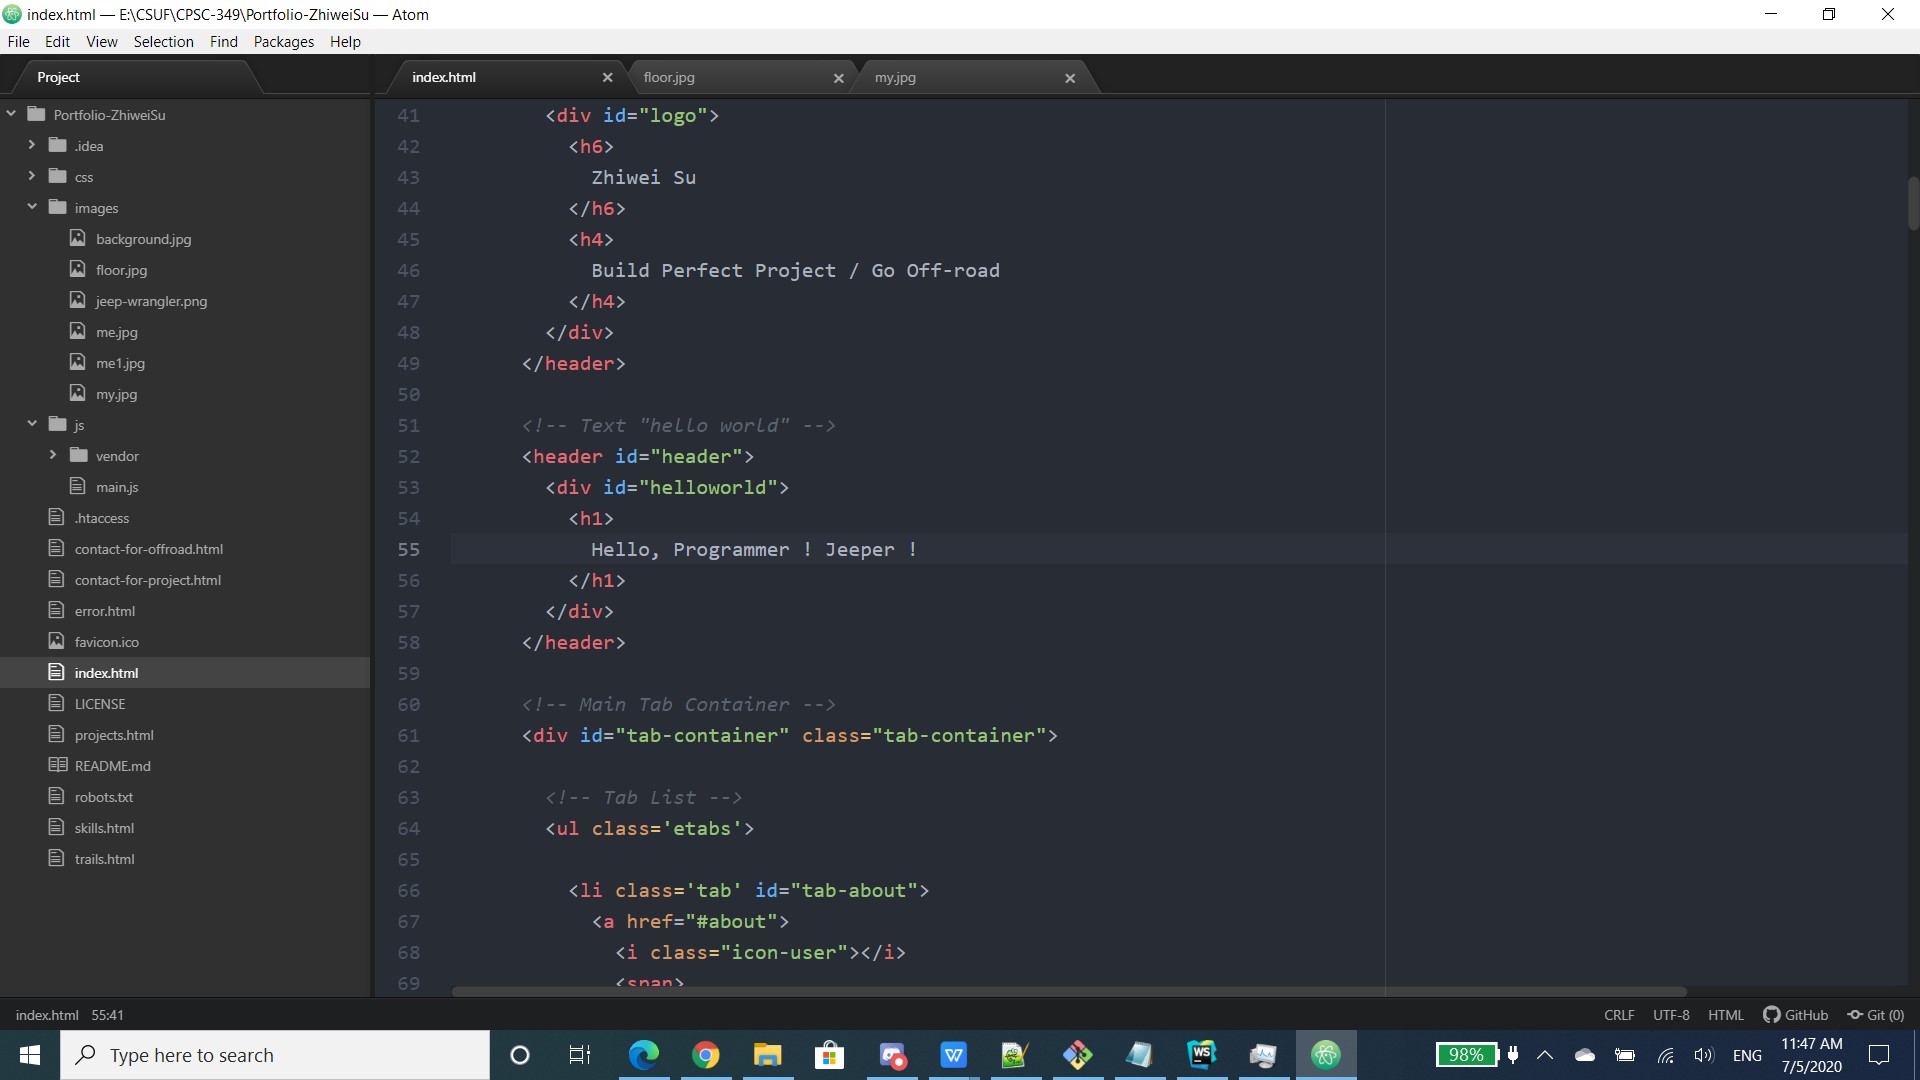 index.html — E:\CSUF\CPSC-349\Portfolio-ZhiweiSu — Atom
File Edit View Selection Find Packages Help
Project
index.html floor.jpg my.jpg
Portfolio-ZhiweiSu
.idea
css
images
background.jpg
floor.jpg
jeep-wrangler.png
me.jpg
me1.jpg
my.jpg
js
vendor
main.js
.htaccess
contact-for-offroad.html
contact-for-project.html
error.html
favicon.ico
index.html
LICENSE
projects.html
README.md
robots.txt
skills.html
trails.html
41 <div id="logo">
42 <h6>
43 Zhiwei Su
44 </h6>
45 <h4>
46 Build Perfect Project / Go Off-road
47 </h4>
48 </div>
49 </header>
50
51 <!-- Text "hello world" -->
52 <header id="header">
53 <div id="helloworld">
54 <h1>
55 Hello, Programmer ! Jeeper !
56 </h1>
57 </div>
58 </header>
59
60 <!-- Main Tab Container -->
61 <div id="tab-container" class="tab-container">
62
63 <!-- Tab List -->
64 <ul class='etabs'>
65
66 <li class='tab' id="tab-about">
67 <a href="#about">
68 <i class="icon-user"></i>
69 <span>
index.html 55:41 CRLF UTF-8 HTML GitHub Git (0)
Type here to search
W
WS
98%
ENG
11:47 AM
7/5/2020